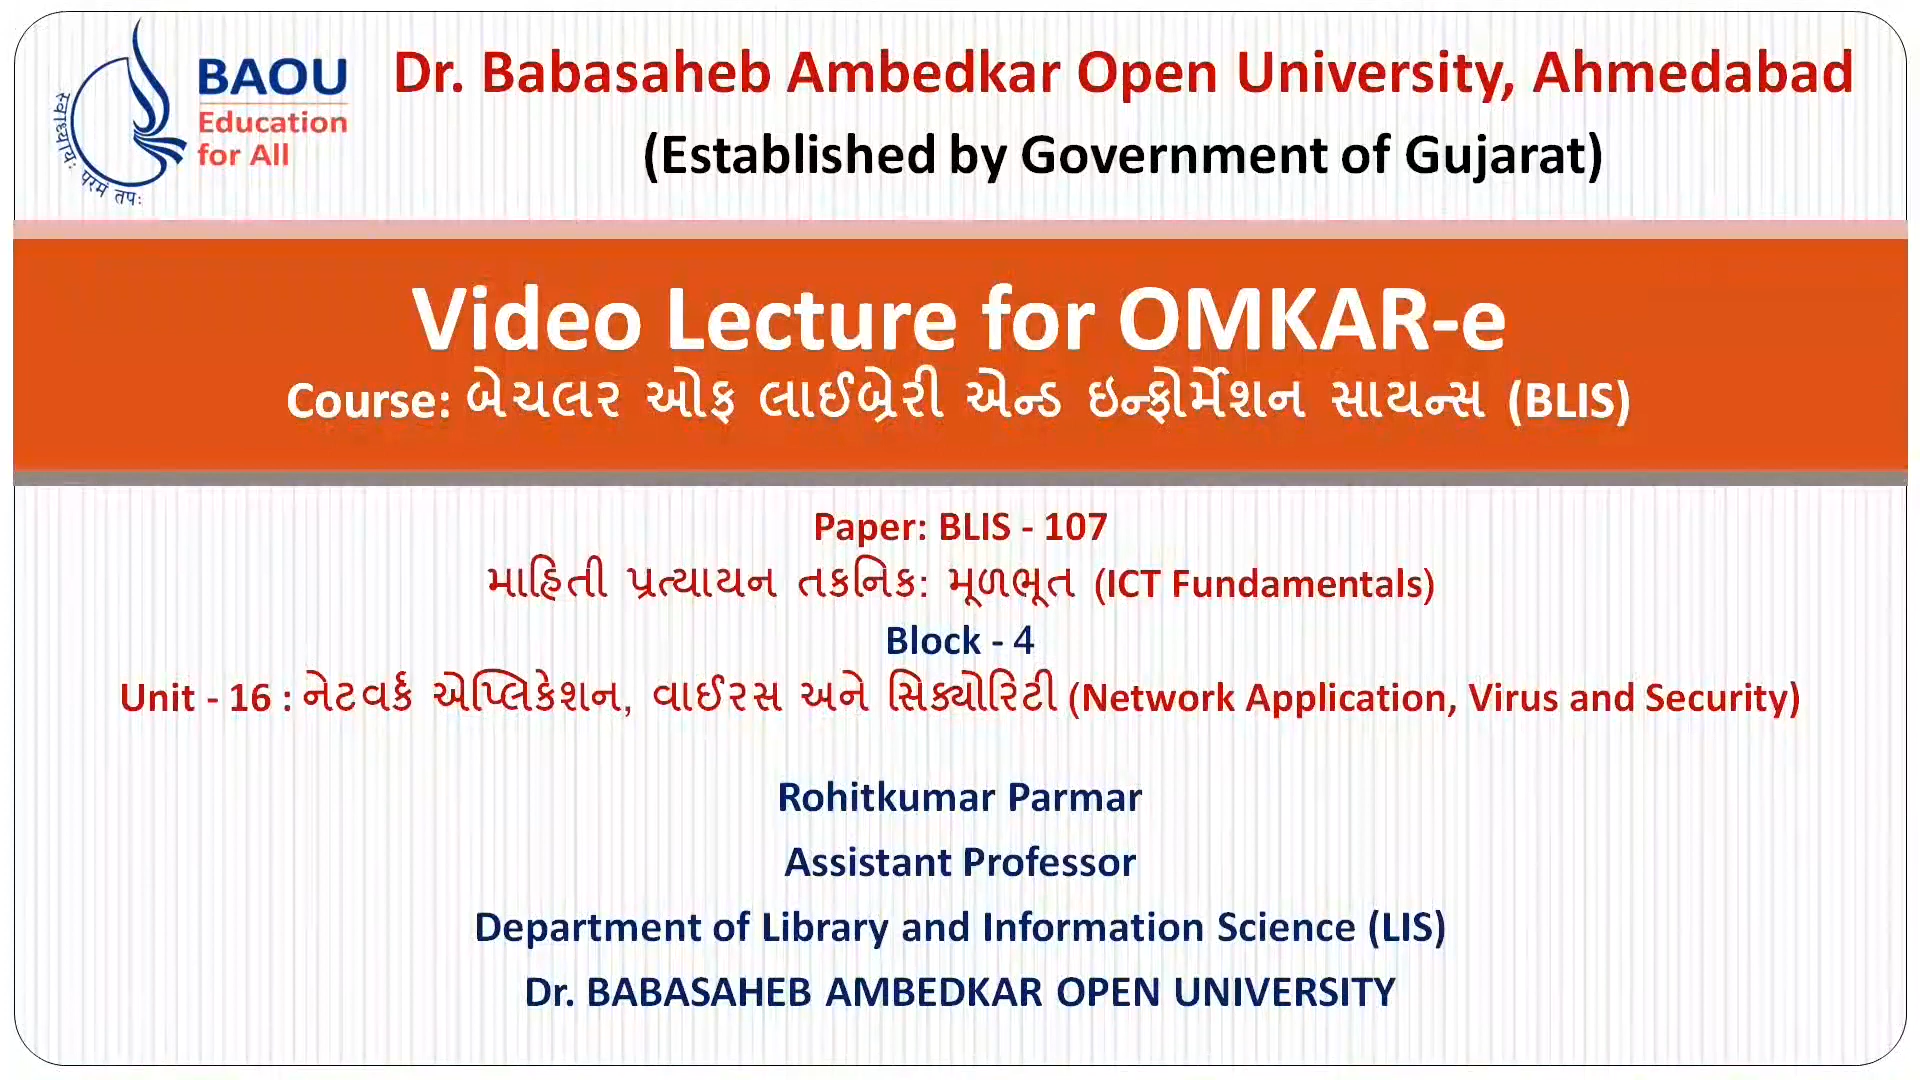 स्वाध्यायः परमं तपः
BAOU
Education
for All
Dr. Babasaheb Ambedkar Open University, Ahmedabad
(Established by Government of Gujarat)
Video Lecture for OMKAR-e
Course: બેચલર ઓફ લાઈબ્રેરી એન્ડ ઇન્ફોર્મેશન સાયન્સ (BLIS)
Paper: BLIS - 107
માહિતી પ્રત્યાયન તકનિક: મૂળભૂત (ICT Fundamentals)
Block - 4
Unit - 16 : નેટવર્ક એપ્લિકેશન, વાઈરસ અને સિક્યોરિટી (Network Application, Virus and Security)
Rohitkumar Parmar
Assistant Professor
Department of Library and Information Science (LIS)
Dr. BABASAHEB AMBEDKAR OPEN UNIVERSITY